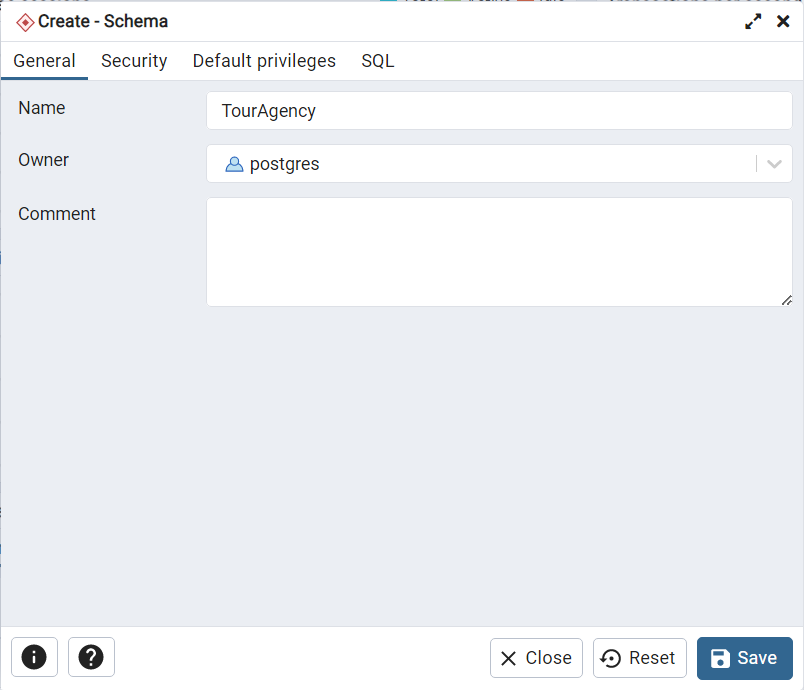 Create - Schema
General Security Default privileges SQL
Name TourAgency
Owner postgres
Comment
Close Reset Save